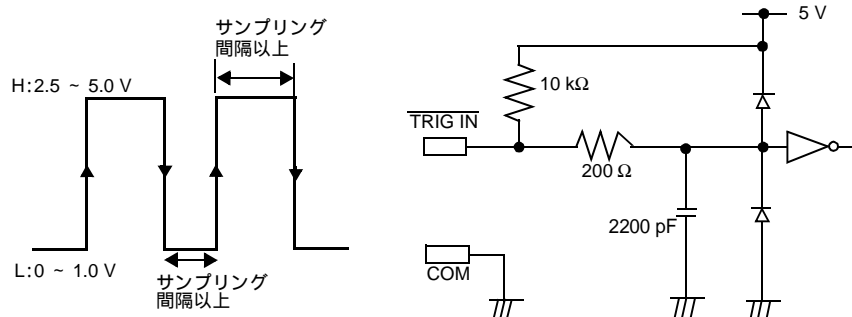 サンプリング
間隔以上
H:2.5 ~ 5.0 V
L:0 ~ 1.0 V
サンプリング
間隔以上
5 V
10 kΩ
TRIG IN
200 Ω
2200 pF
COM